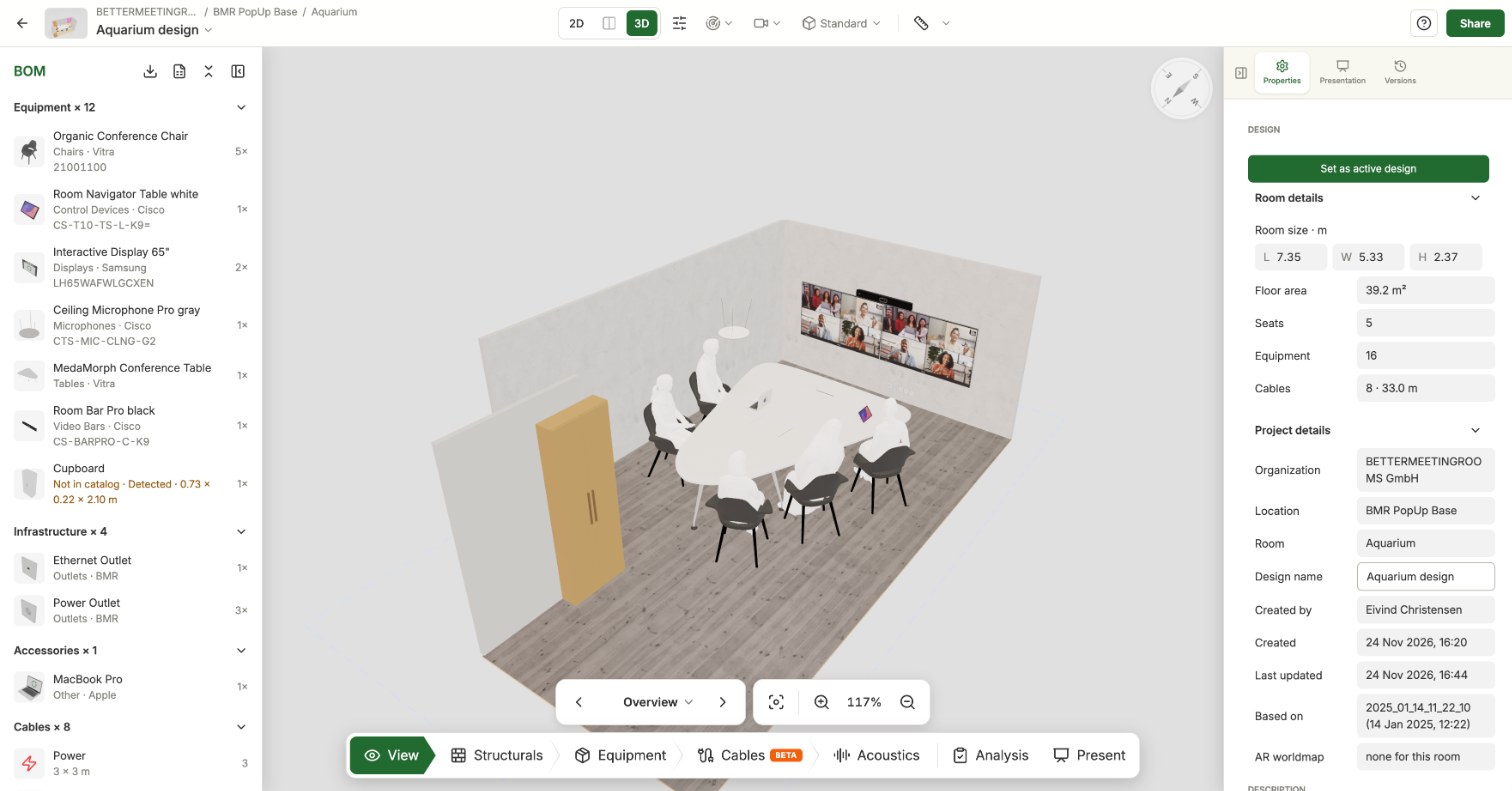 BETTERMEETINGR... / BMR PopUp Base / Aquarium
Aquarium design
2D
3D
Standard
Share
BOM
Equipment × 12
Organic Conference Chair
Chairs · Vitra
21001100
5×
Room Navigator Table white
Control Devices · Cisco
CS-T10-TS-L-K9=
1×
Interactive Display 65"
Displays · Samsung
LH65WAFWLGCXEN
2×
Ceiling Microphone Pro gray
Microphones · Cisco
CTS-MIC-CLNG-G2
1×
MedaMorph Conference Table
Tables · Vitra
1×
Room Bar Pro black
Video Bars · Cisco
CS-BARPRO-C-K9
1×
Cupboard
Not in catalog · Detected · 0.73 ×
0.22 × 2.10 m
1×
Infrastructure × 4
Ethernet Outlet
Outlets · BMR
1×
Power Outlet
Outlets · BMR
3×
Accessories × 1
MacBook Pro
Other · Apple
1×
Cables × 8
Power
3 × 3 m
3
E
S
N
W
Overview
117%
View
Structurals
Equipment
Cables BETA
Acoustics
Analysis
Present
Properties
Presentation
Versions
DESIGN
Set as active design
Room details
Room size · m
L 7.35
W 5.33
H 2.37
Floor area
39.2 m²
Seats
5
Equipment
16
Cables
8 · 33.0 m
Project details
Organization
BETTERMEETINGROO
MS GmbH
Location
BMR PopUp Base
Room
Aquarium
Design name
Aquarium design
Created by
Eivind Christensen
Created
24 Nov 2026, 16:20
Last updated
24 Nov 2026, 16:44
Based on
2025_01_14_11_22_10
(14 Jan 2025, 12:22)
AR worldmap
none for this room
DESCRIPTION